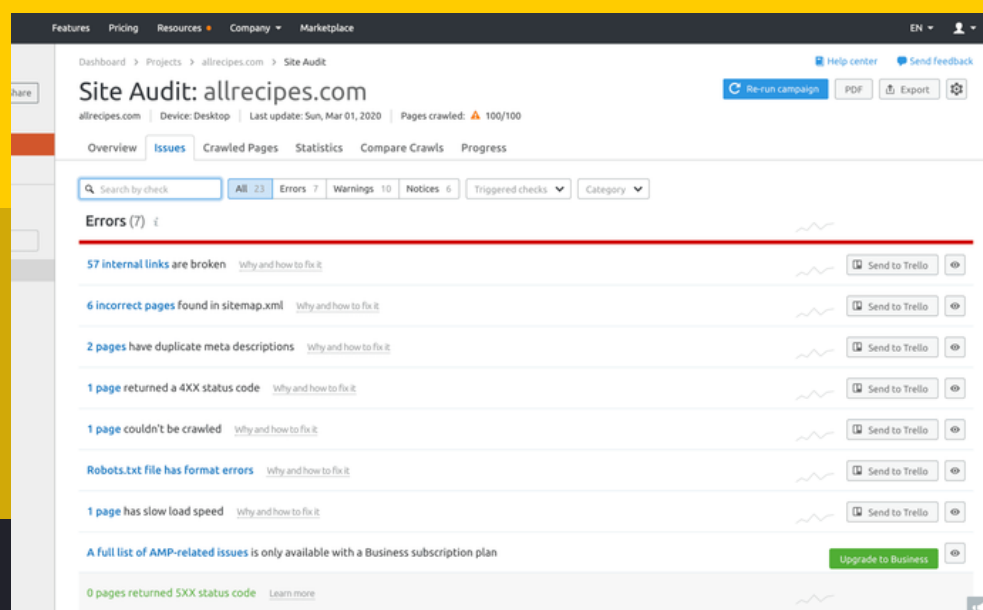 Features Pricing Resources Company Marketplace EN
Dashboard > Projects > allrecipes.com > Site Audit Help center Send feedback
hare
Site Audit: allrecipes.com Re-run campaign PDF Export
allrecipes.com Device: Desktop Last update: Sun, Mar 01, 2020 Pages crawled: 100/100
Overview Issues Crawled Pages Statistics Compare Crawls Progress
Search by check All 23 Errors 7 Warnings 10 Notices 6 Triggered checks Category
Errors (7) i
57 internal links are broken Why and how to fix it Send to Trello
6 incorrect pages found in sitemap.xml Why and how to fix it Send to Trello
2 pages have duplicate meta descriptions Why and how to fix it Send to Trello
1 page returned a 4XX status code Why and how to fix it Send to Trello
1 page couldn't be crawled Why and how to fix it Send to Trello
Robots.txt file has format errors Why and how to fix it Send to Trello
1 page has slow load speed Why and how to fix it Send to Trello
A full list of AMP-related issues is only available with a Business subscription plan Upgrade to Business
0 pages returned 5XX status code Learn more